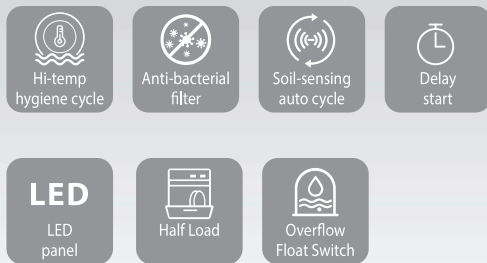 Hi-temp
hygiene cycle
Anti-bacterial
filter
Soil-sensing
auto cycle
Delay
start
LED
LED
panel
Half Load
Overflow
Float Switch